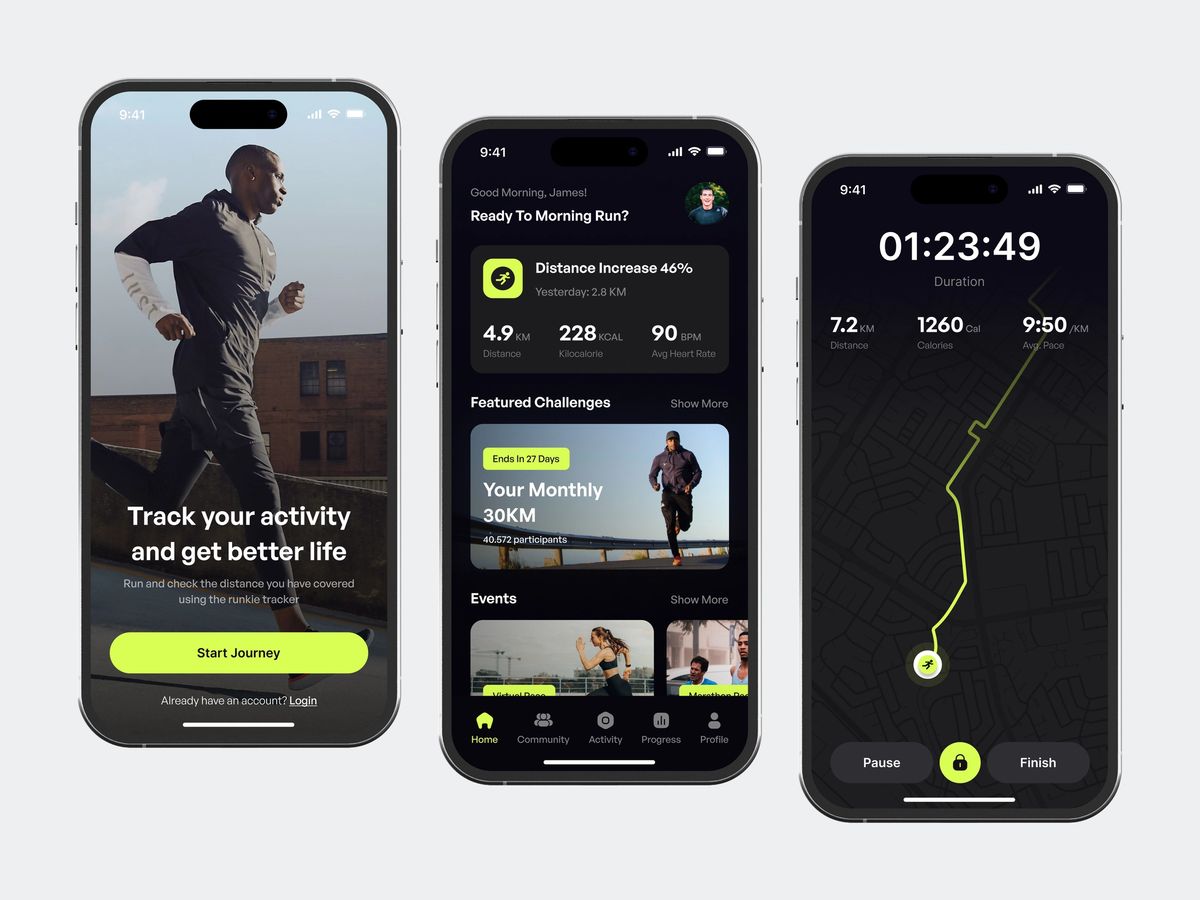 9:41
Track your activity
and get better life
Run and check the distance you have covered
using the runkie tracker
Start Journey
Already have an account? Login
9:41
Good Morning, James!
Ready To Morning Run?
Distance Increase 46%
Yesterday: 2.8 KM
4.9 KM 228 KCAL 90 BPM
Distance Kilocalorie Avg Heart Rate
Featured Challenges Show More
Ends In 27 Days
Your Monthly
30KM
40.572 participants
Events Show More
Virtual Race
Marathon
Home Community Activity Progress Profile
9:41
01:23:49
Duration
7.2 KM 1260 Cal 9:50 /KM
Distance Calories Avg. Pace
Pause Finish